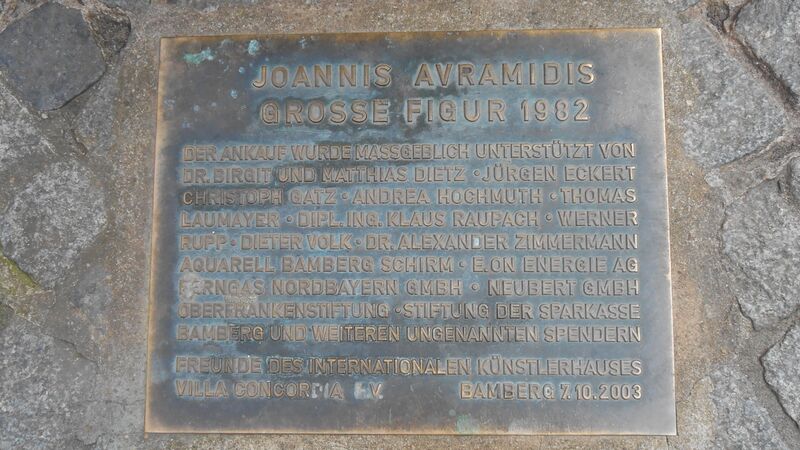 JOANNIS AVRAMIDIS
GROSSE FIGUR 1982
DER ANKAUF WURDE MASSGEBLICH UNTERSTÜTZT VON
DR. BIRGIT UND MATTHIAS DIETZ · JÜRGEN ECKERT
CHRISTOPH GATZ · ANDREA HOCHMUTH · THOMAS
LAUMAYER · DIPL. ING. KLAUS RAUPACH · WERNER
RUPP · DIETER VOLK · DR. ALEXANDER ZIMMERMANN
AQUARELL BAMBERG SCHIRM · E.ON ENERGIE AG
FERNGAS NORDBAYERN GMBH · NEUBERT GMBH
OBERFRANKENSTIFTUNG · STIFTUNG DER SPARKASSE
BAMBERG UND WEITEREN UNGENANNTEN SPENDERN
FREUNDE DES INTERNATIONALEN KÜNSTLERHAUSES
VILLA CONCORDIA E.V. BAMBERG 7.10.2003